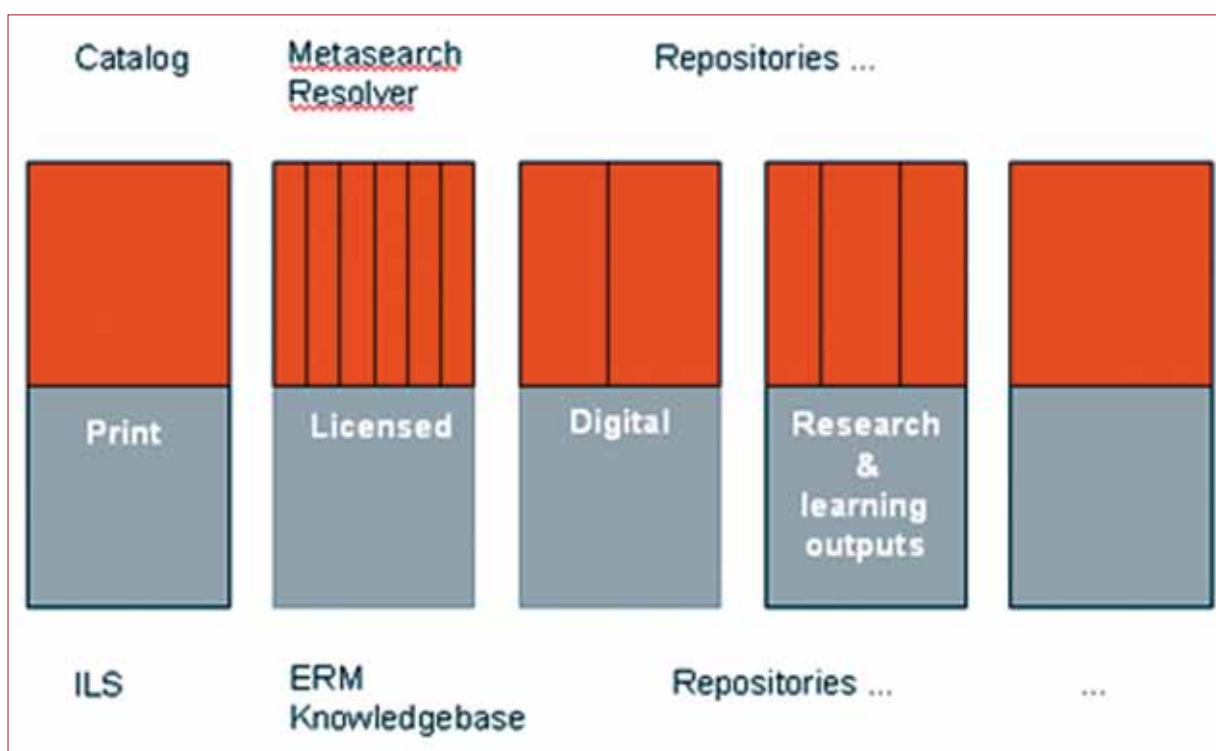 Catalog
Metasearch
Resolver
Repositories ...
Print
Licensed
Digital
Research
&
learning
outputs
ILS
ERM
Knowledgebase
Repositories ...
...